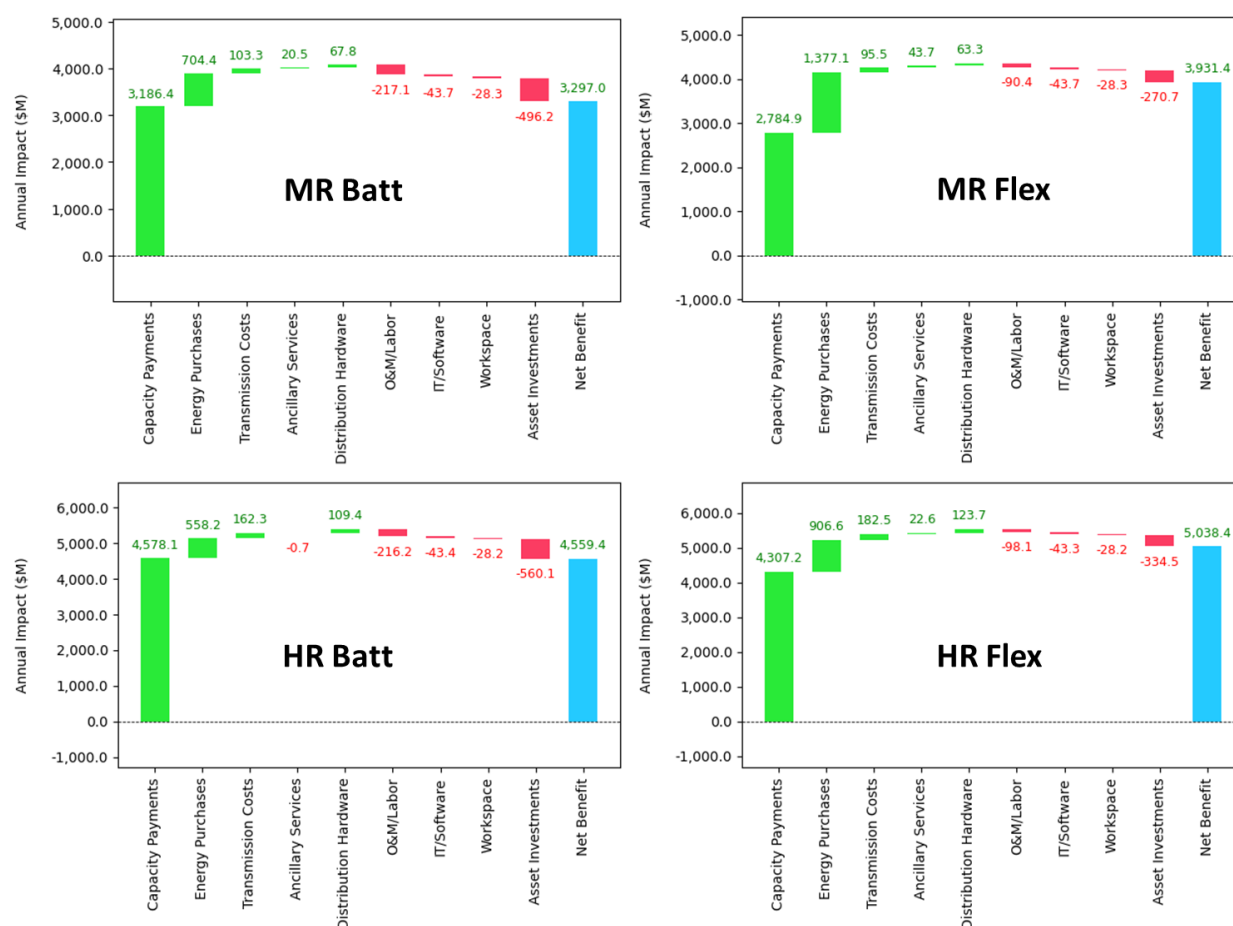 5,000.0
4,000.0
3,000.0
2,000.0
1,000.0
0.0
Annual Impact ($M)
3,186.4
704.4
103.3
20.5
67.8
-217.1
-43.7
-28.3
-496.2
3,297.0
MR Batt
Capacity Payments
Energy Purchases
Transmission Costs
Ancillary Services
Distribution Hardware
O&M/Labor
IT/Software
Workspace
Asset Investments
Net Benefit
5,000.0
4,000.0
3,000.0
2,000.0
1,000.0
0.0
-1,000.0
Annual Impact ($M)
2,784.9
1,377.1
95.5
43.7
63.3
-90.4
-43.7
-28.3
-270.7
3,931.4
MR Flex
Capacity Payments
Energy Purchases
Transmission Costs
Ancillary Services
Distribution Hardware
O&M/Labor
IT/Software
Workspace
Asset Investments
Net Benefit
6,000.0
5,000.0
4,000.0
3,000.0
2,000.0
1,000.0
0.0
-1,000.0
Annual Impact ($M)
4,578.1
558.2
162.3
-0.7
109.4
-216.2
-43.4
-28.2
-560.1
4,559.4
HR Batt
Capacity Payments
Energy Purchases
Transmission Costs
Ancillary Services
Distribution Hardware
O&M/Labor
IT/Software
Workspace
Asset Investments
Net Benefit
6,000.0
5,000.0
4,000.0
3,000.0
2,000.0
1,000.0
0.0
-1,000.0
Annual Impact ($M)
4,307.2
906.6
182.5
22.6
123.7
-98.1
-43.3
-28.2
-334.5
5,038.4
HR Flex
Capacity Payments
Energy Purchases
Transmission Costs
Ancillary Services
Distribution Hardware
O&M/Labor
IT/Software
Workspace
Asset Investments
Net Benefit